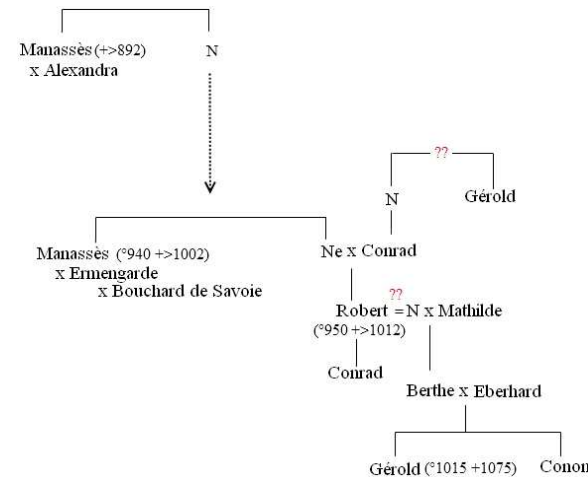 Manassès (+>892) N
x Alexandra
??
N Gérold
Manassès (°940 +>1002) Ne x Conrad
x Ermengarde
x Bouchard de Savoie
??
Robert = N x Mathilde
(°950 +>1012)
Conrad
Berthe x Eberhard
Gérold (°1015 +1075) Conon